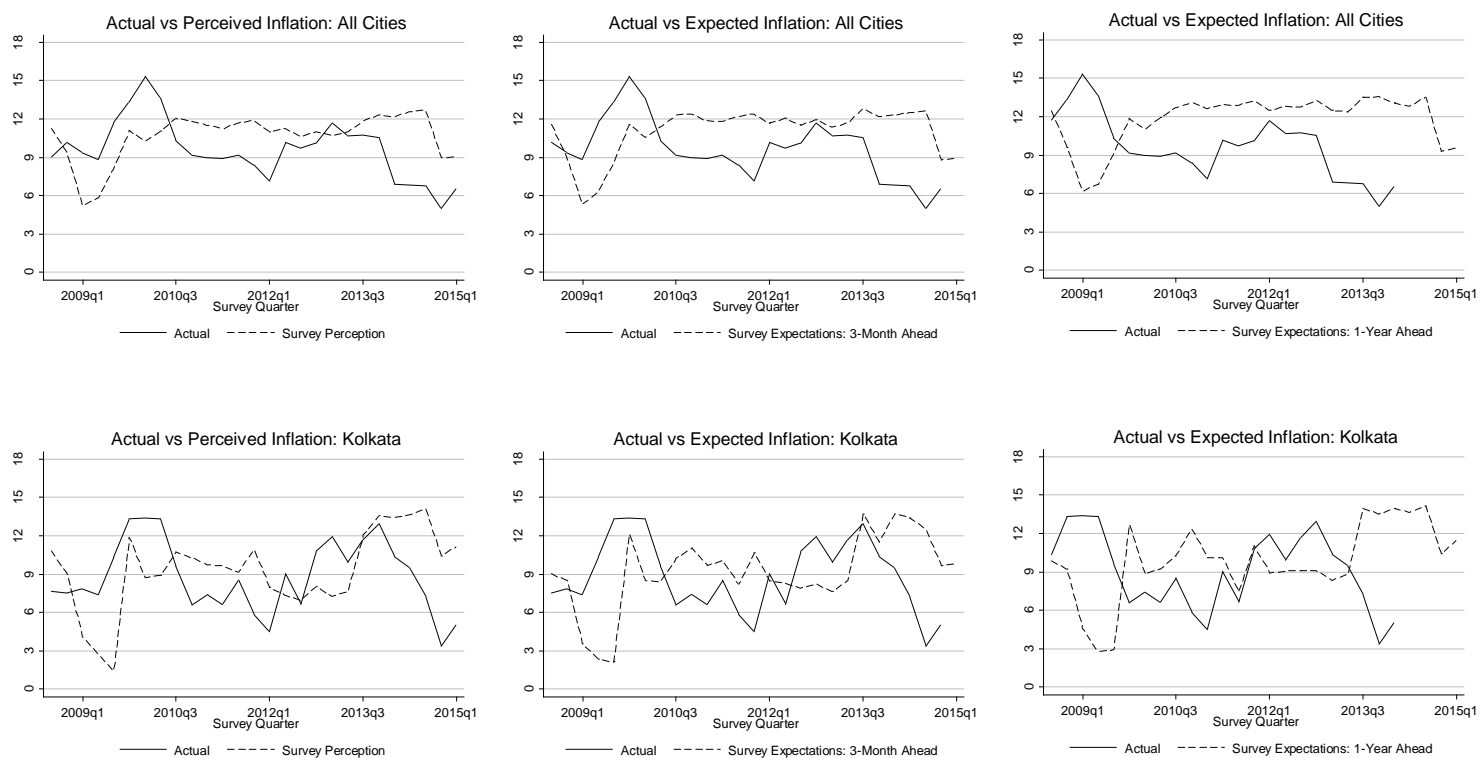 Actual vs Perceived Inflation: All Cities
18
15
12
9
6
3
0
2009q1 2010q3 2012q1 2013q3 2015q1
Survey Quarter
Actual Survey Perception
Actual vs Expected Inflation: All Cities
18
15
12
9
6
3
0
2009q1 2010q3 2012q1 2013q3 2015q1
Survey Quarter
Actual Survey Expectations: 3-Month Ahead
Actual vs Expected Inflation: All Cities
18
15
12
9
6
3
0
2009q1 2010q3 2012q1 2013q3 2015q1
Survey Quarter
Actual Survey Expectations: 1-Year Ahead
Actual vs Perceived Inflation: Kolkata
18
15
12
9
6
3
0
2009q1 2010q3 2012q1 2013q3 2015q1
Survey Quarter
Actual Survey Perception
Actual vs Expected Inflation: Kolkata
18
15
12
9
6
3
0
2009q1 2010q3 2012q1 2013q3 2015q1
Survey Quarter
Actual Survey Expectations: 3-Month Ahead
Actual vs Expected Inflation: Kolkata
18
15
12
9
6
3
0
2009q1 2010q3 2012q1 2013q3 2015q1
Survey Quarter
Actual Survey Expectations: 1-Year Ahead